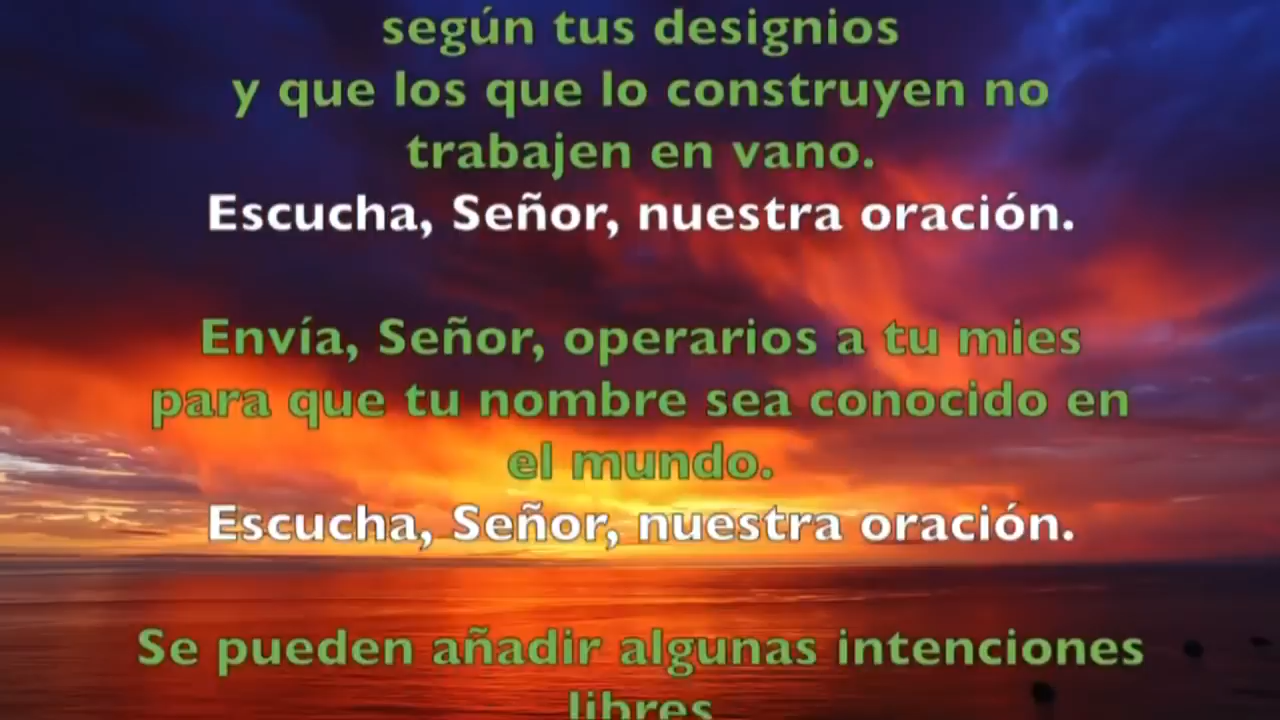 según tus designios
y que los que lo construyen no
trabajen en vano.
Escucha, Señor, nuestra oración.
Envía, Señor, operarios a tu mies
para que tu nombre sea conocido en
el mundo.
Escucha, Señor, nuestra oración.
Se pueden añadir algunas intenciones
libres